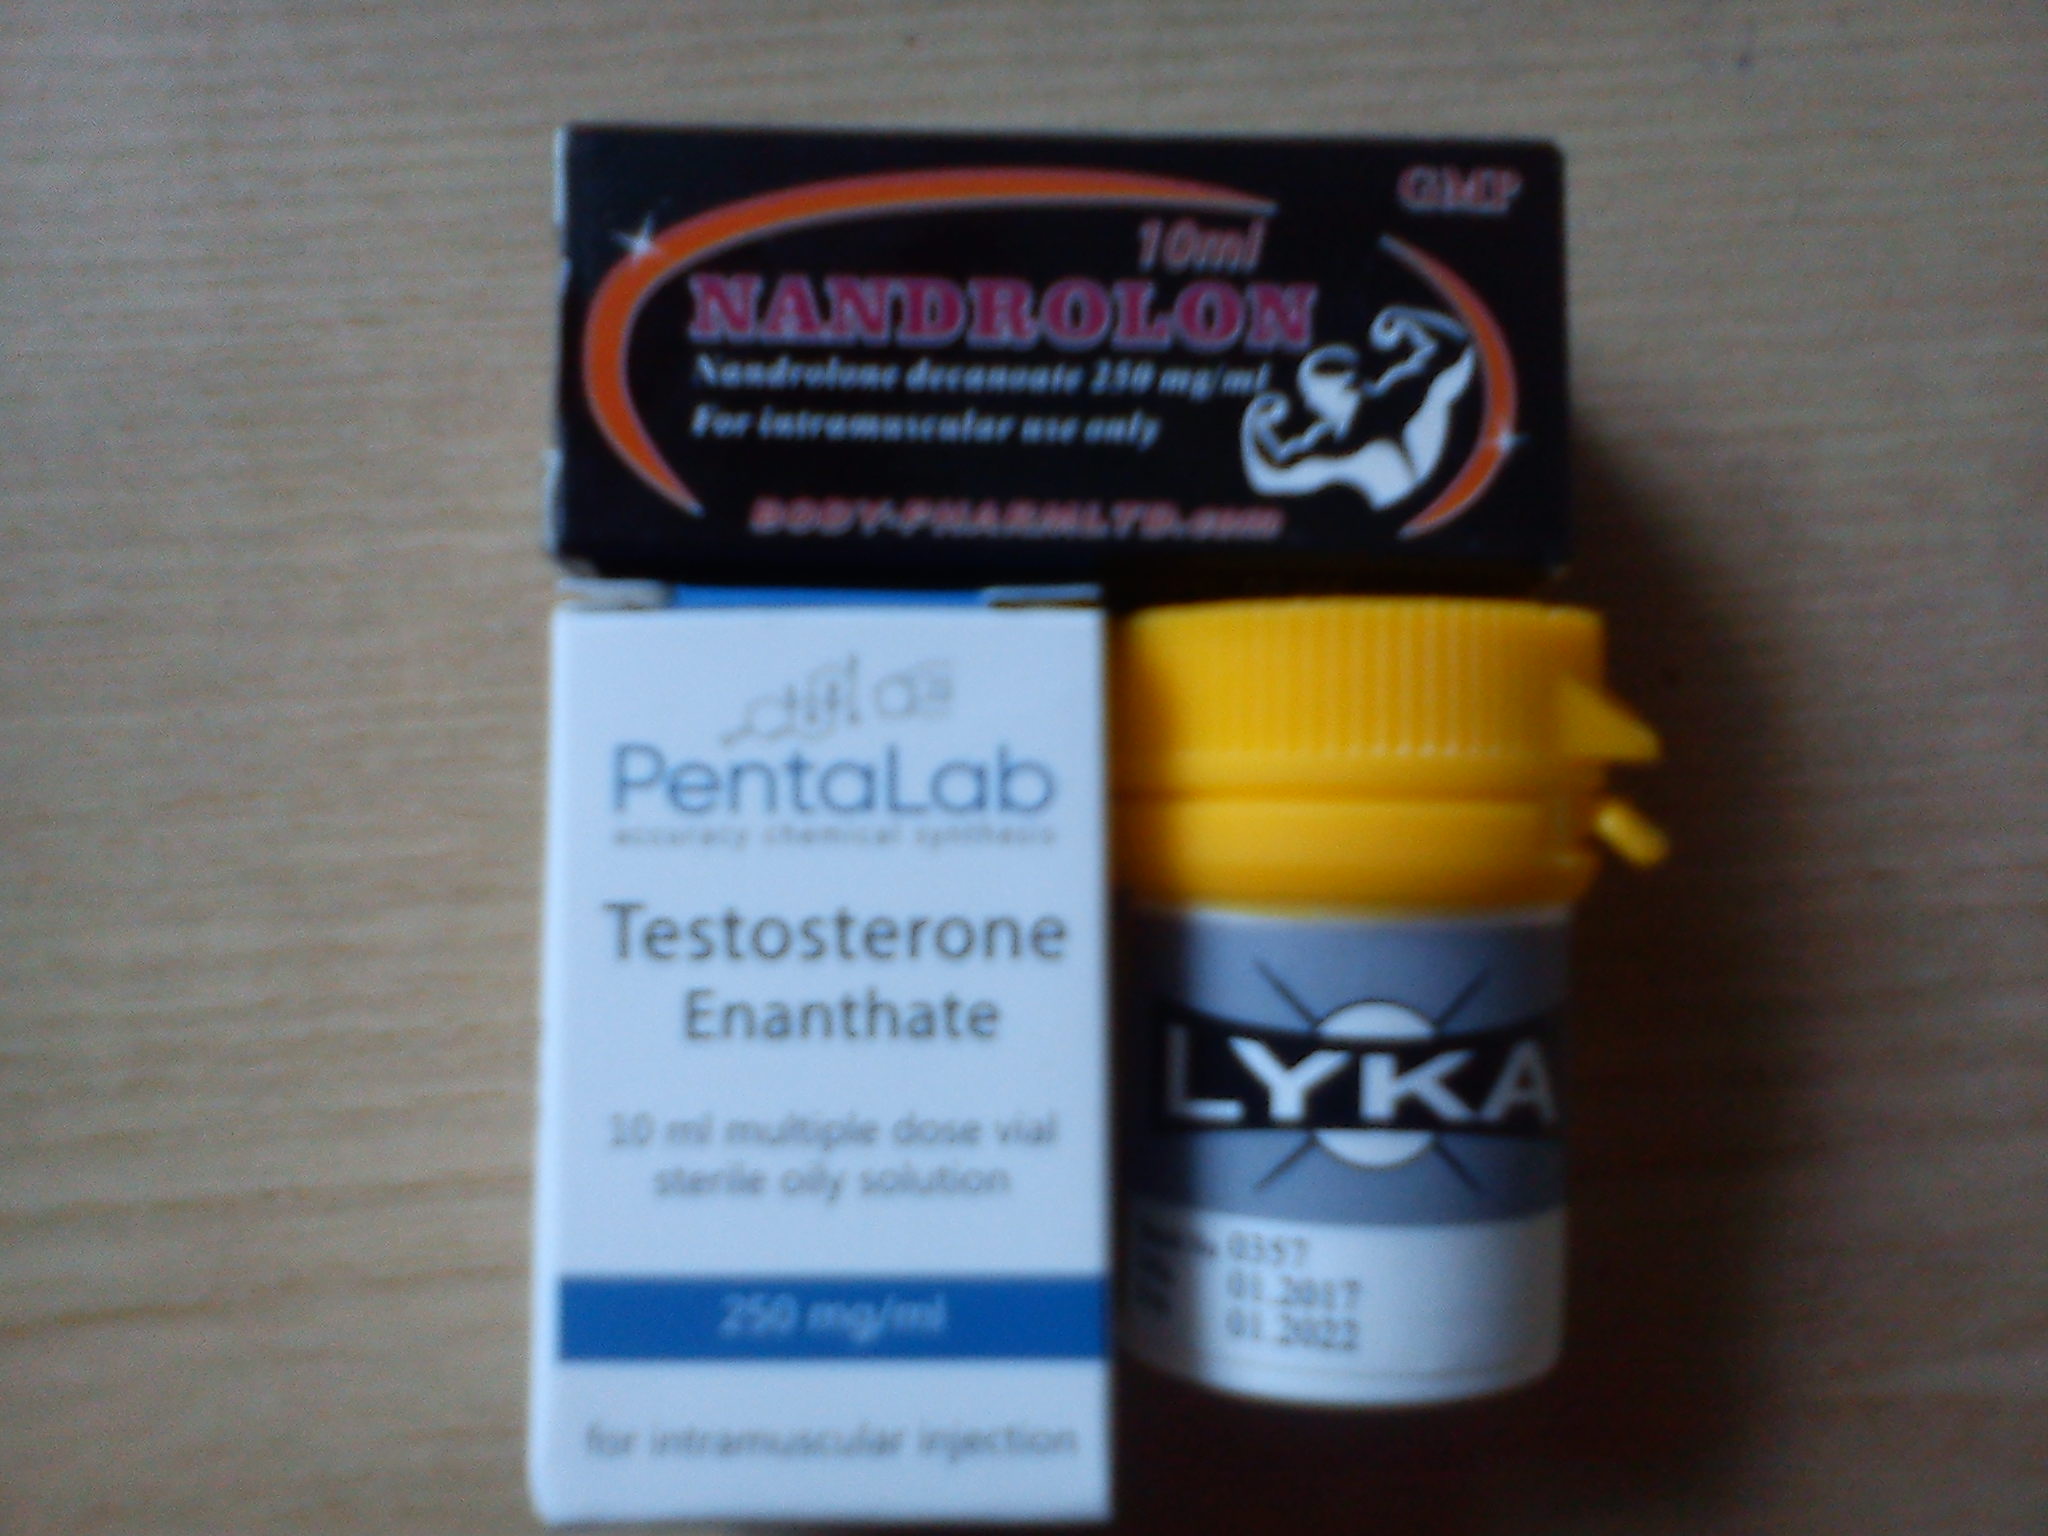 GMP
10ml
NANDROLON
Nandrolone decanoate 250 mg/ml
For intramuscular use only
BODY-PHARMLTD.com
PentaLab
accuracy chemical synthesis
Testosterone
Enanthate
10 ml multiple dose vial
sterile oily solution
250 mg/ml
for intramuscular injection
LYKA
0357
01.2017
01.2022